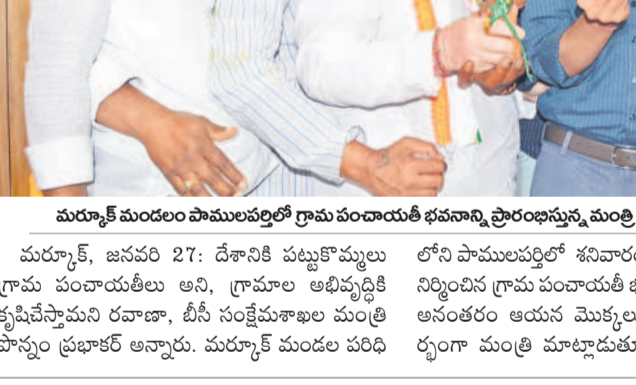 మర్కూక్ మండలం పాములపర్తిలో గ్రామ పంచాయతీ భవనాన్ని ప్రారంభిస్తున్న మంత్రి
మర్కూక్, జనవరి 27: దేశానికి పట్టుకొమ్మలు
గ్రామ పంచాయతీలు అని, గ్రామాల అభివృద్ధికి
కృషిచేస్తామని రవాణా, బీసీ సంక్షేమశాఖల మంత్రి
పొన్నం ప్రభాకర్ అన్నారు. మర్కూక్ మండల పరిధి
లోని పాములపర్తిలో శనివారం
నిర్మించిన గ్రామ పంచాయతీ
అనంతరం ఆయన మొక్కలు
ర్భంగా మంత్రి మాట్లాడుతూ